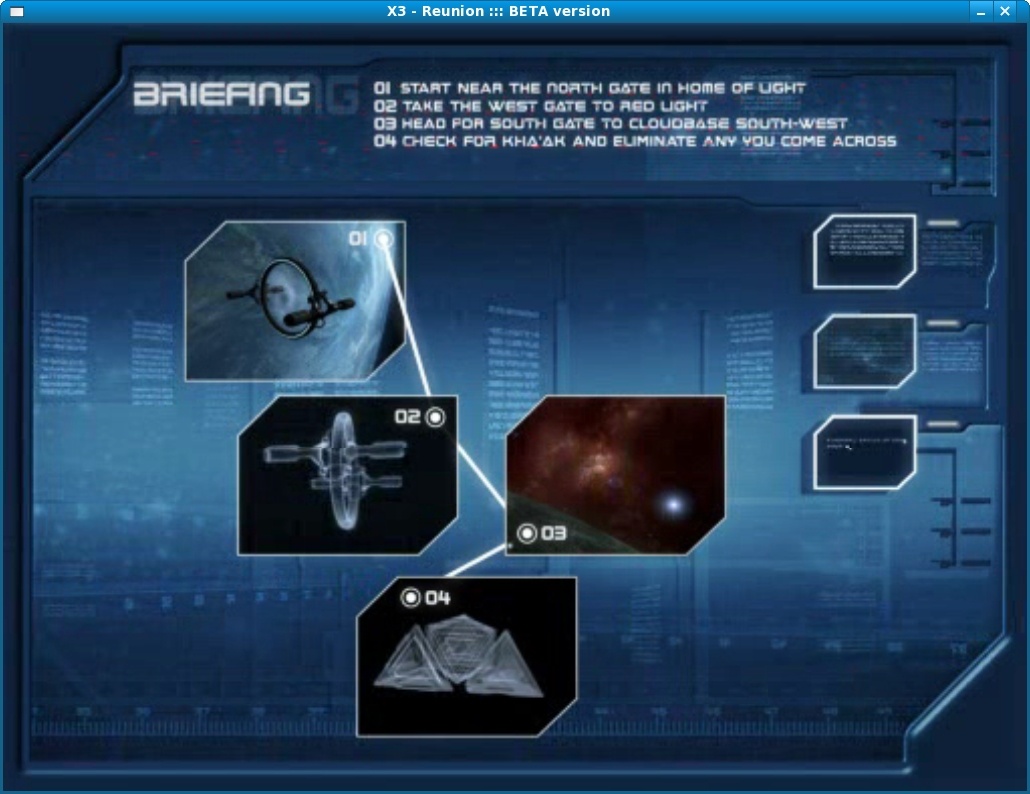 X3 - Reunion ::: BETA version
BRIEFING
01 START NEAR THE NORTH GATE IN HOME OF LIGHT
02 TAKE THE WEST GATE TO RED LIGHT
03 HEAD FOR SOUTH GATE TO CLOUDBASE SOUTH-WEST
04 CHECK FOR KHA'AK AND ELIMINATE ANY YOU COME ACROSS
01
02
03
04